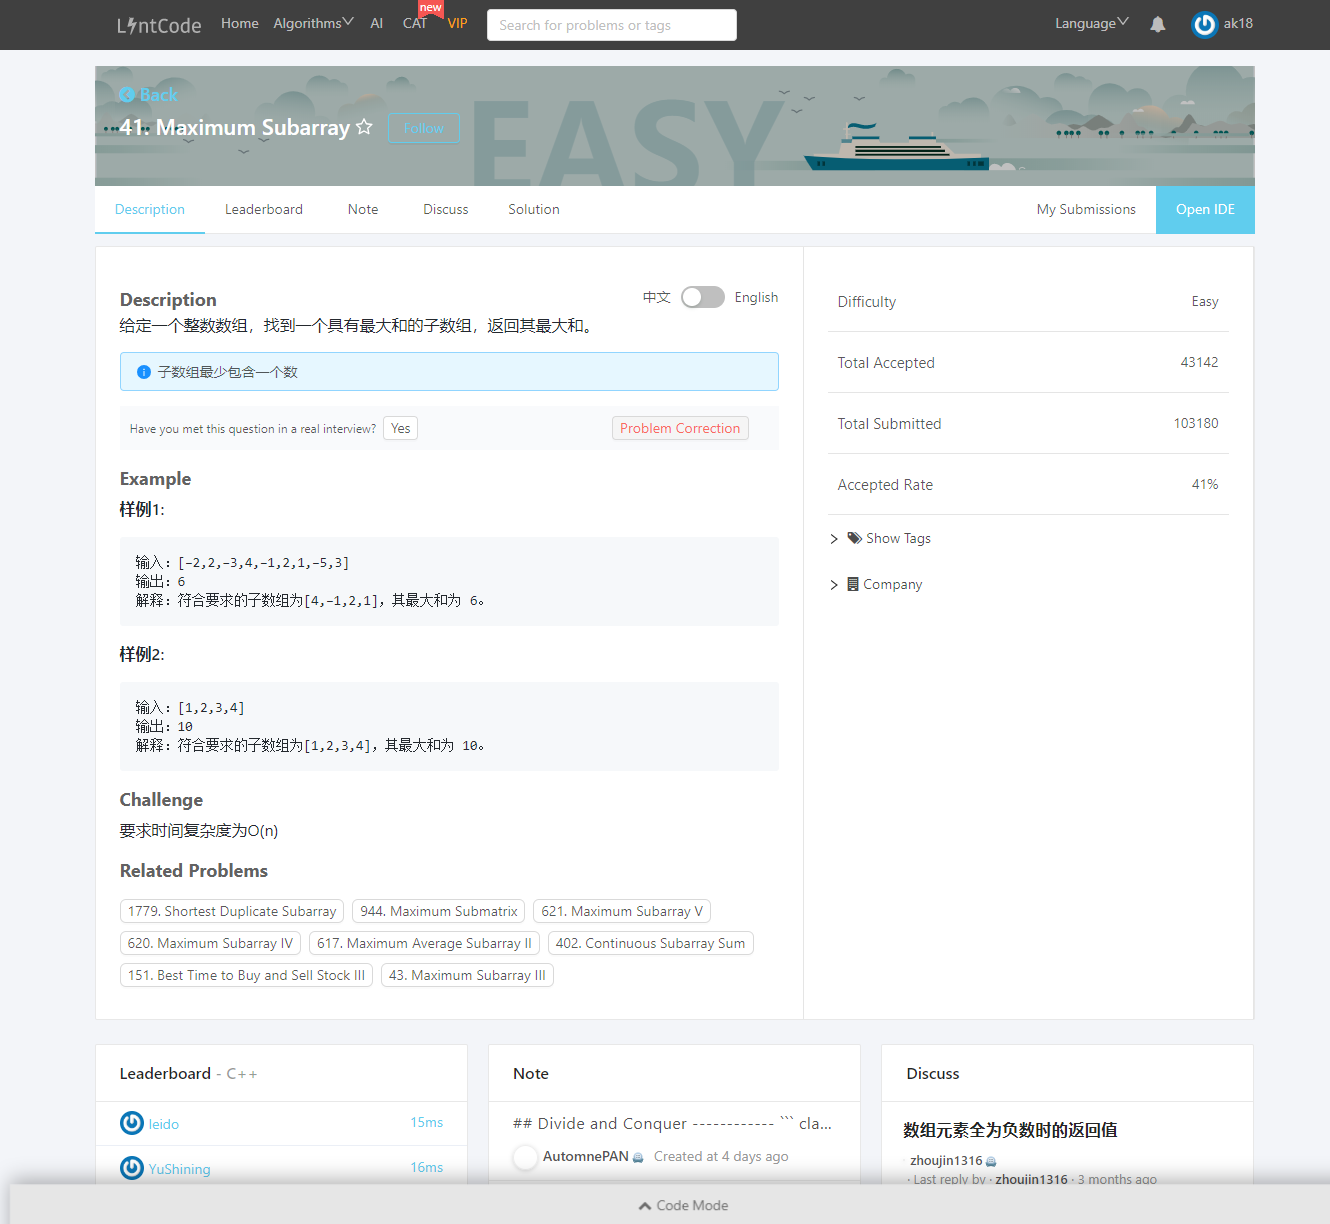 LintCode Home Algorithms AI CAT new VIP Search for problems or tags Language ak18
Back
41. Maximum Subarray Follow
EASY
Description Leaderboard Note Discuss Solution My Submissions Open IDE
Description 中文 English
给定一个整数数组，找到一个具有最大和的子数组，返回其最大和。
子数组最少包含一个数
Have you met this question in a real interview? Yes Problem Correction
Example
样例1:
输入：[-2,2,-3,4,-1,2,1,-5,3]
输出：6
解释：符合要求的子数组为[4,-1,2,1]，其最大和为 6。
样例2:
输入：[1,2,3,4]
输出：10
解释：符合要求的子数组为[1,2,3,4]，其最大和为 10。
Challenge
要求时间复杂度为O(n)
Related Problems
1779. Shortest Duplicate Subarray 944. Maximum Submatrix 621. Maximum Subarray V
620. Maximum Subarray IV 617. Maximum Average Subarray II 402. Continuous Subarray Sum
151. Best Time to Buy and Sell Stock III 43. Maximum Subarray III
Difficulty Easy
Total Accepted 43142
Total Submitted 103180
Accepted Rate 41%
Show Tags
Company
Leaderboard - C++
leido 15ms
YuShining 16ms
Note
## Divide and Conquer ------------ ``` cla...
AutomnePAN Created at 4 days ago
Discuss
数组元素全为负数时的返回值
zhoujin1316
· Last reply by · zhoujin1316 · 3 months ago
Code Mode